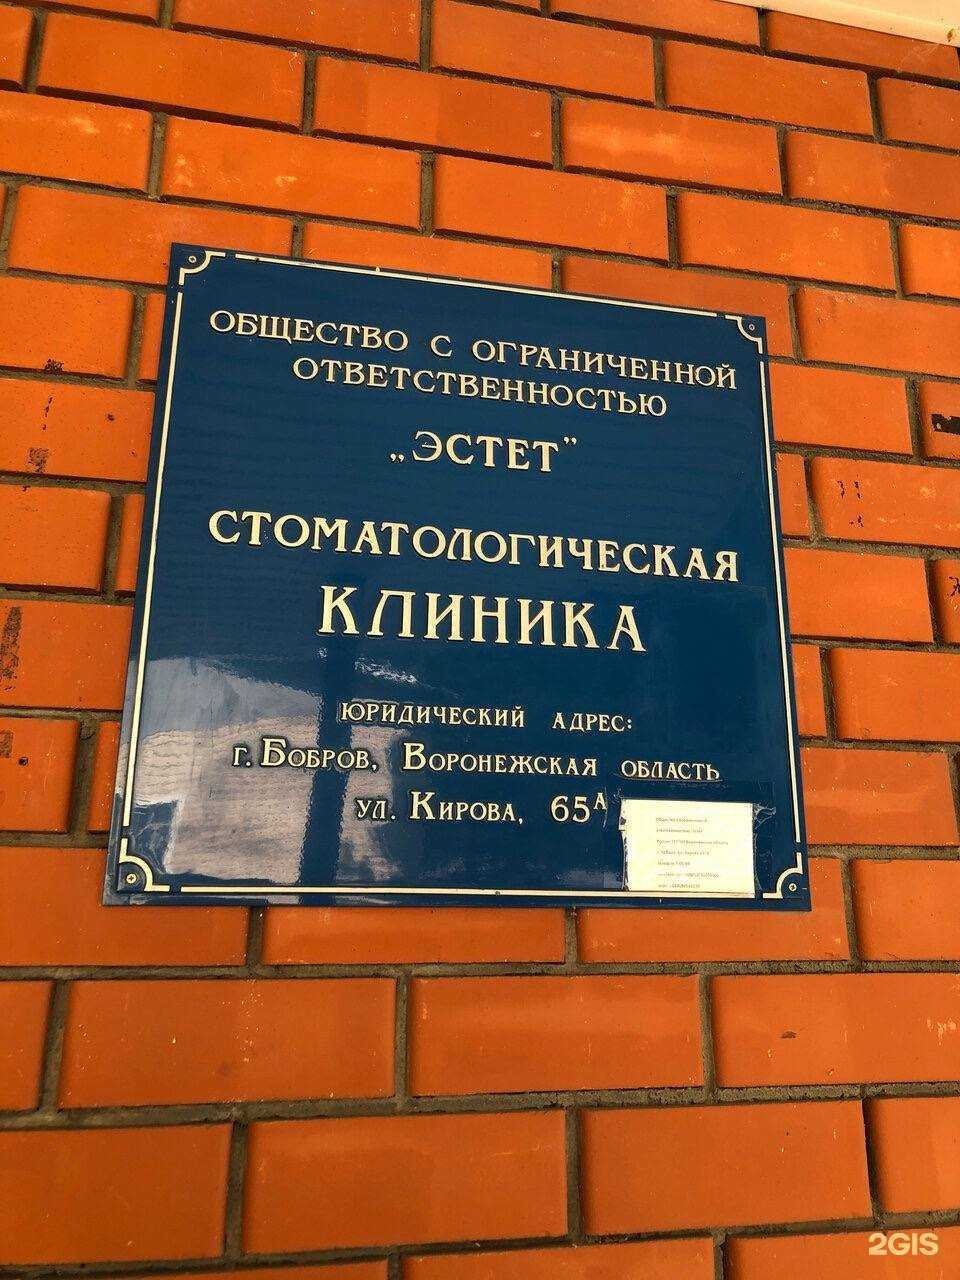 ОБЩЕСТВО С ОГРАНИЧЕННОЙ
ОТВЕТСТВЕННОСТЬЮ
„ЭСТЕТ”
СТОМАТОЛОГИЧЕСКАЯ
КЛИНИКА
ЮРИДИЧЕСКИЙ АДРЕС:
г. Бобров, Воронежская область
ул. Кирова, 65А
2GIS